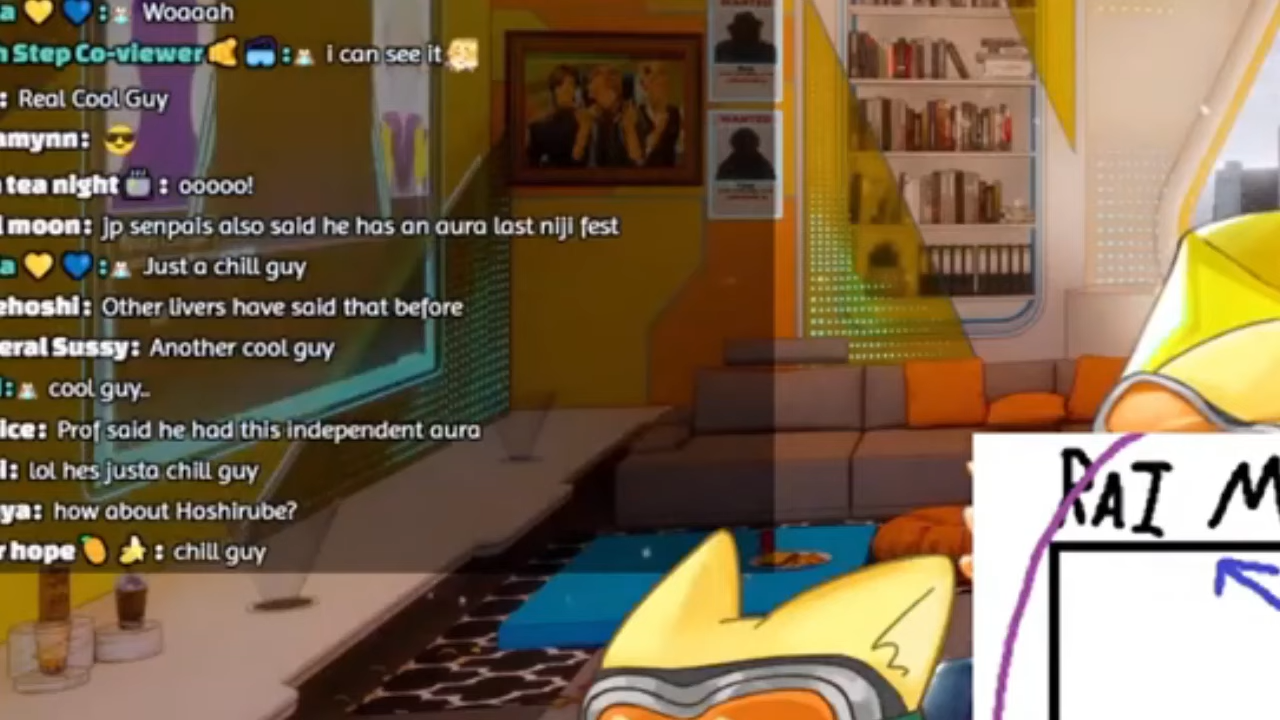 a 💛 💙 : Woaaah
n Step Co-viewer : i can see it
: Real Cool Guy
amynn: 😎
tea night 🍵 : ooooo!
l moon: jp senpais also said he has an aura last niji fest
a 💛 💙 : Just a chill guy
ehoshi: Other livers have said that before
eral Sussy: Another cool guy
: cool guy..
ice: Prof said he had this independent aura
i: lol hes justa chill guy
ya: how about Hoshirube?
r hope 🥭 🍌 : chill guy
WANTED
RAI M